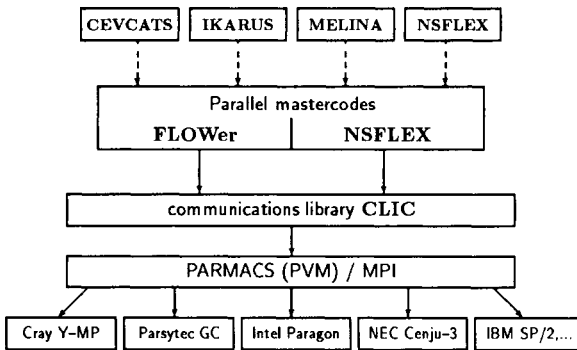 CEVCATS IKARUS MELINA NSFLEX
Parallel mastercodes
FLOWer NSFLEX
communications library CLIC
PARMACS (PVM) / MPI
Cray Y-MP Parsytec GC Intel Paragon NEC Cenju-3 IBM SP/2,...